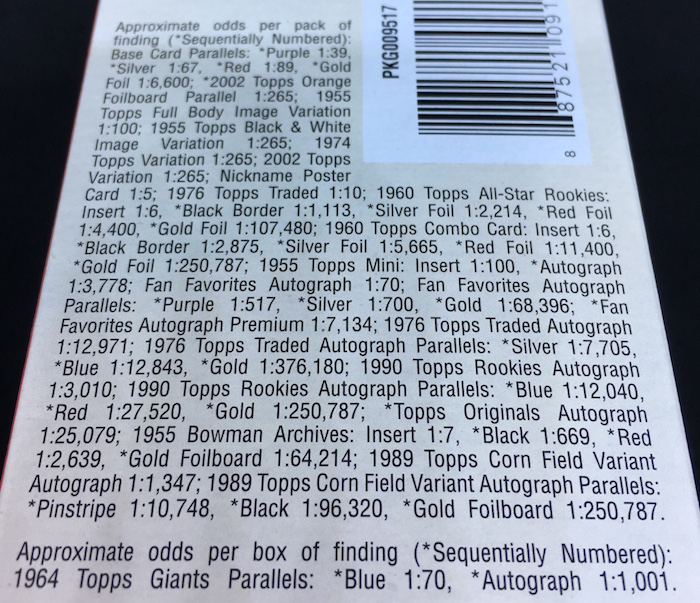 Approximate odds per pack of
finding (*Sequentially Numbered):
Base Card Parallels: *Purple 1:39,
*Silver 1:67, *Red 1:89, *Gold
Foil 1:6,600; *2002 Topps Orange
Foilboard Parallel 1:265; 1955
Topps Full Body Image Variation
1:100; 1955 Topps Black & White
Image Variation 1:265; 1974
Topps Variation 1:265; 2002 Topps
Variation 1:265; Nickname Poster
Card 1:5; 1976 Topps Traded 1:10; 1960 Topps All-Star Rookies:
Insert 1:6, *Black Border 1:1,113, *Silver Foil 1:2,214, *Red Foil
1:4,400, *Gold Foil 1:107,480; 1960 Topps Combo Card: Insert 1:6,
*Black Border 1:2,875, *Silver Foil 1:5,665, *Red Foil 1:11,400,
*Gold Foil 1:250,787; 1955 Topps Mini: Insert 1:100, *Autograph
1:3,778; Fan Favorites Autograph 1:70; Fan Favorites Autograph
Parallels: *Purple 1:517, *Silver 1:700, *Gold 1:68,396; *Fan
Favorites Autograph Premium 1:7,134; 1976 Topps Traded Autograph
1:12,971; 1976 Topps Traded Autograph Parallels: *Silver 1:7,705,
*Blue 1:12,843, *Gold 1:376,180; 1990 Topps Rookies Autograph
1:3,010; 1990 Topps Rookies Autograph Parallels: *Blue 1:12,040,
*Red 1:27,520, *Gold 1:250,787; *Topps Originals Autograph
1:25,079; 1955 Bowman Archives: Insert 1:7, *Black 1:669, *Red
1:2,639, *Gold Foilboard 1:64,214; 1989 Topps Corn Field Variant
Autograph 1:1,347; 1989 Topps Corn Field Variant Autograph Parallels:
*Pinstripe 1:10,748, *Black 1:96,320, *Gold Foilboard 1:250,787.
Approximate odds per box of finding (*Sequentially Numbered):
1964 Topps Giants Parallels: *Blue 1:70, *Autograph 1:1,001.
PKG009517
8